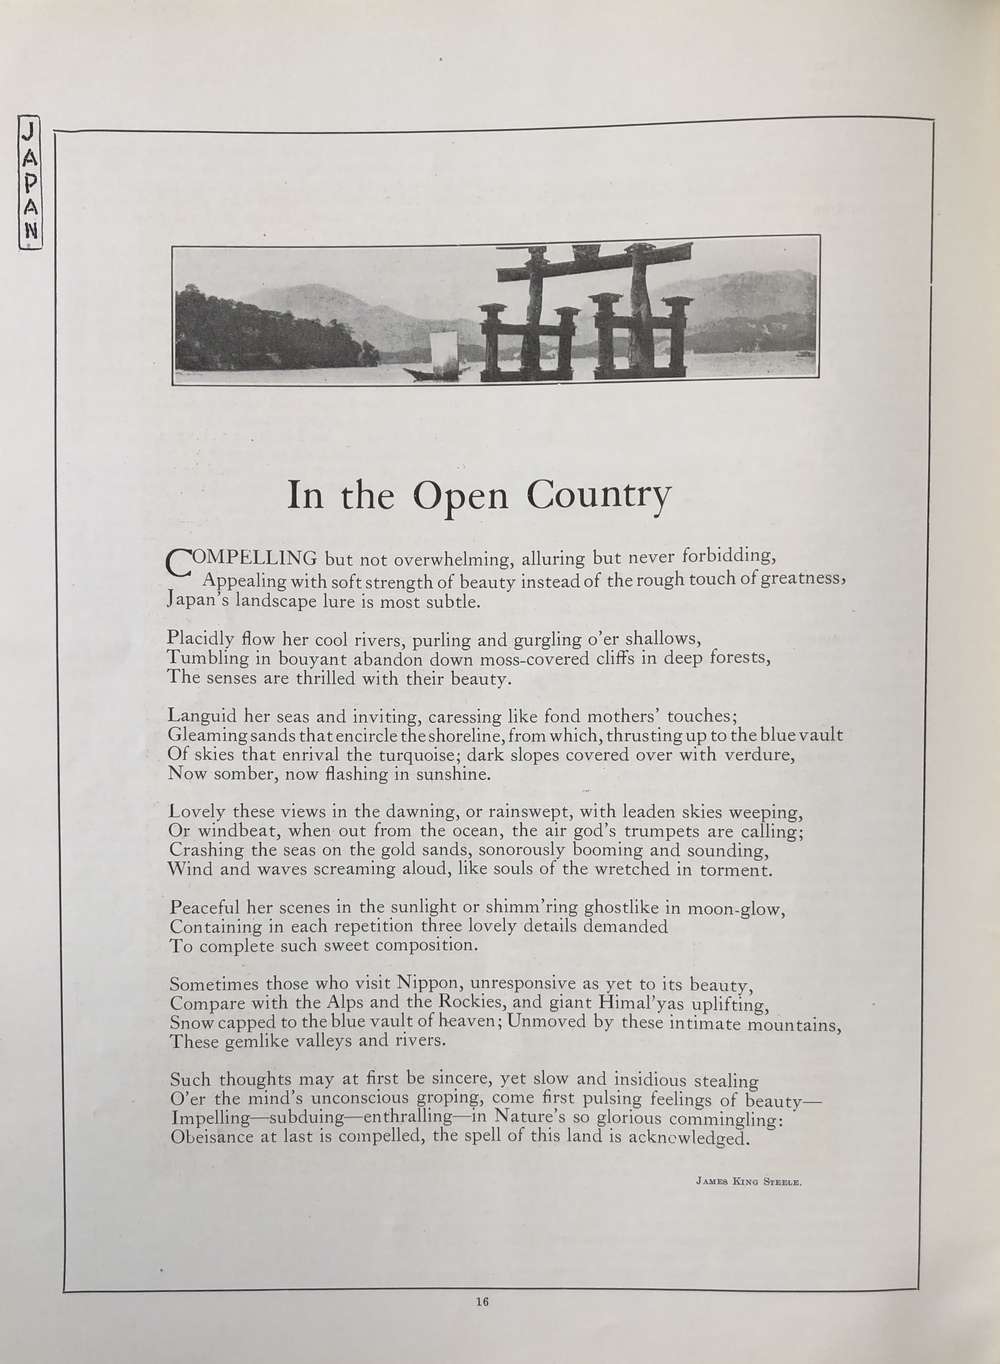 JAPAN
In the Open Country
COMPELLING but not overwhelming, alluring but never forbidding,
Appealing with soft strength of beauty instead of the rough touch of greatness,
Japan's landscape lure is most subtle.
Placidly flow her cool rivers, purling and gurgling o'er shallows,
Tumbling in bouyant abandon down moss-covered cliffs in deep forests,
The senses are thrilled with their beauty.
Languid her seas and inviting, caressing like fond mothers' touches;
Gleaming sands that encircle the shoreline, from which, thrusting up to the blue vault
Of skies that enrival the turquoise; dark slopes covered over with verdure,
Now somber, now flashing in sunshine.
Lovely these views in the dawning, or rainswept, with leaden skies weeping,
Or windbeat, when out from the ocean, the air god's trumpets are calling;
Crashing the seas on the gold sands, sonorously booming and sounding,
Wind and waves screaming aloud, like souls of the wretched in torment.
Peaceful her scenes in the sunlight or shimm'ring ghostlike in moon-glow,
Containing in each repetition three lovely details demanded
To complete such sweet composition.
Sometimes those who visit Nippon, unresponsive as yet to its beauty,
Compare with the Alps and the Rockies, and giant Himal'yas uplifting,
Snow capped to the blue vault of heaven; Unmoved by these intimate mountains,
These gemlike valleys and rivers.
Such thoughts may at first be sincere, yet slow and insidious stealing
O'er the mind's unconscious groping, come first pulsing feelings of beauty—
Impelling—subduing—enthralling—in Nature's so glorious commingling:
Obeisance at last is compelled, the spell of this land is acknowledged.
JAMES KING STEELE.
16